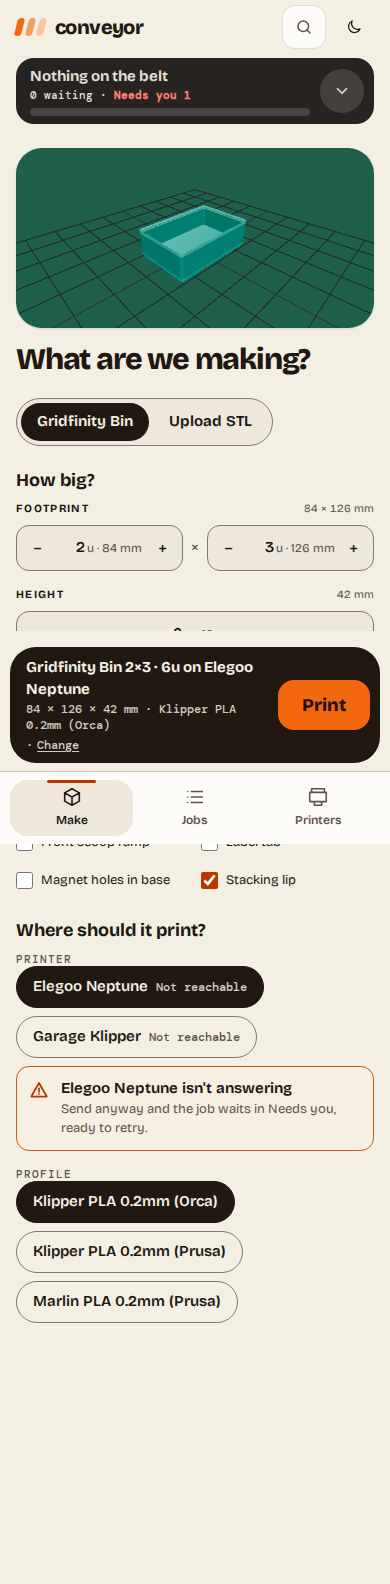 conveyor
Nothing on the belt
0 waiting · Needs you 1
What are we making?
Gridfinity Bin
Upload STL
How big?
FOOTPRINT
84 × 126 mm
− 2 u · 84 mm +
×
− 3 u · 126 mm +
HEIGHT
42 mm
Gridfinity Bin 2×3 · 6u on Elegoo
Neptune
84 × 126 × 42 mm · Klipper PLA
0.2mm (Orca)
· Change
Print
Make
Jobs
Printers
Magnet holes in base
Stacking lip
Where should it print?
PRINTER
Elegoo Neptune Not reachable
Garage Klipper Not reachable
Elegoo Neptune isn't answering
Send anyway and the job waits in Needs you,
ready to retry.
PROFILE
Klipper PLA 0.2mm (Orca)
Klipper PLA 0.2mm (Prusa)
Marlin PLA 0.2mm (Prusa)